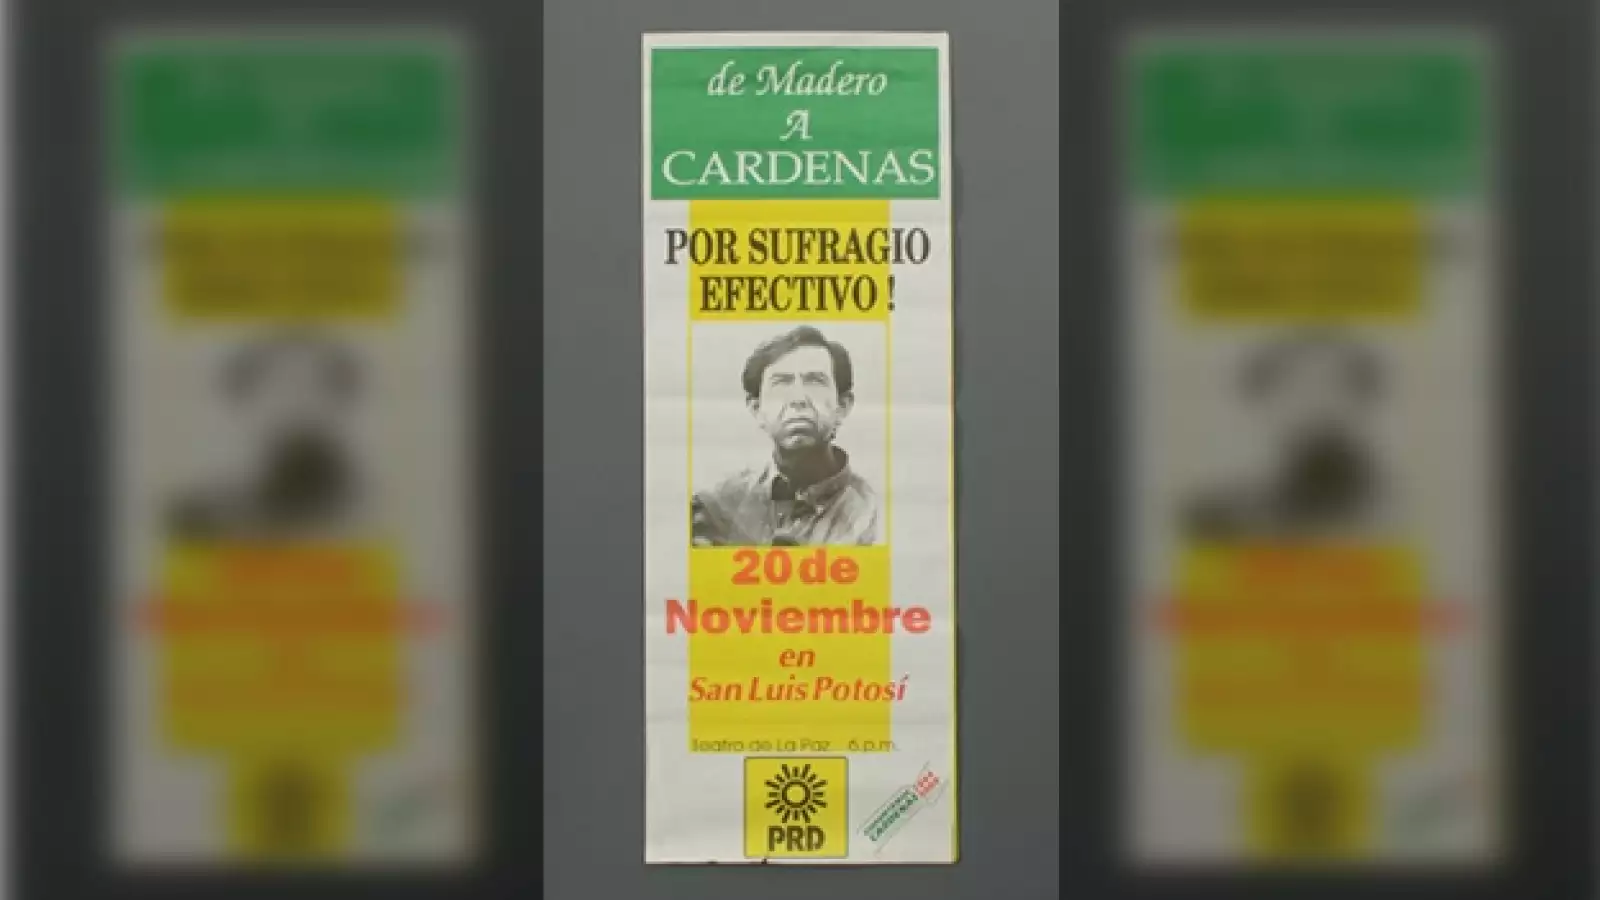 de Madero
A
CARDENAS
POR SUFRAGIO
EFECTIVO !
20 de
Noviembre
en
San Luis Potosí
Teatro de La Paz 6 p.m.
PRD
CARDENAS